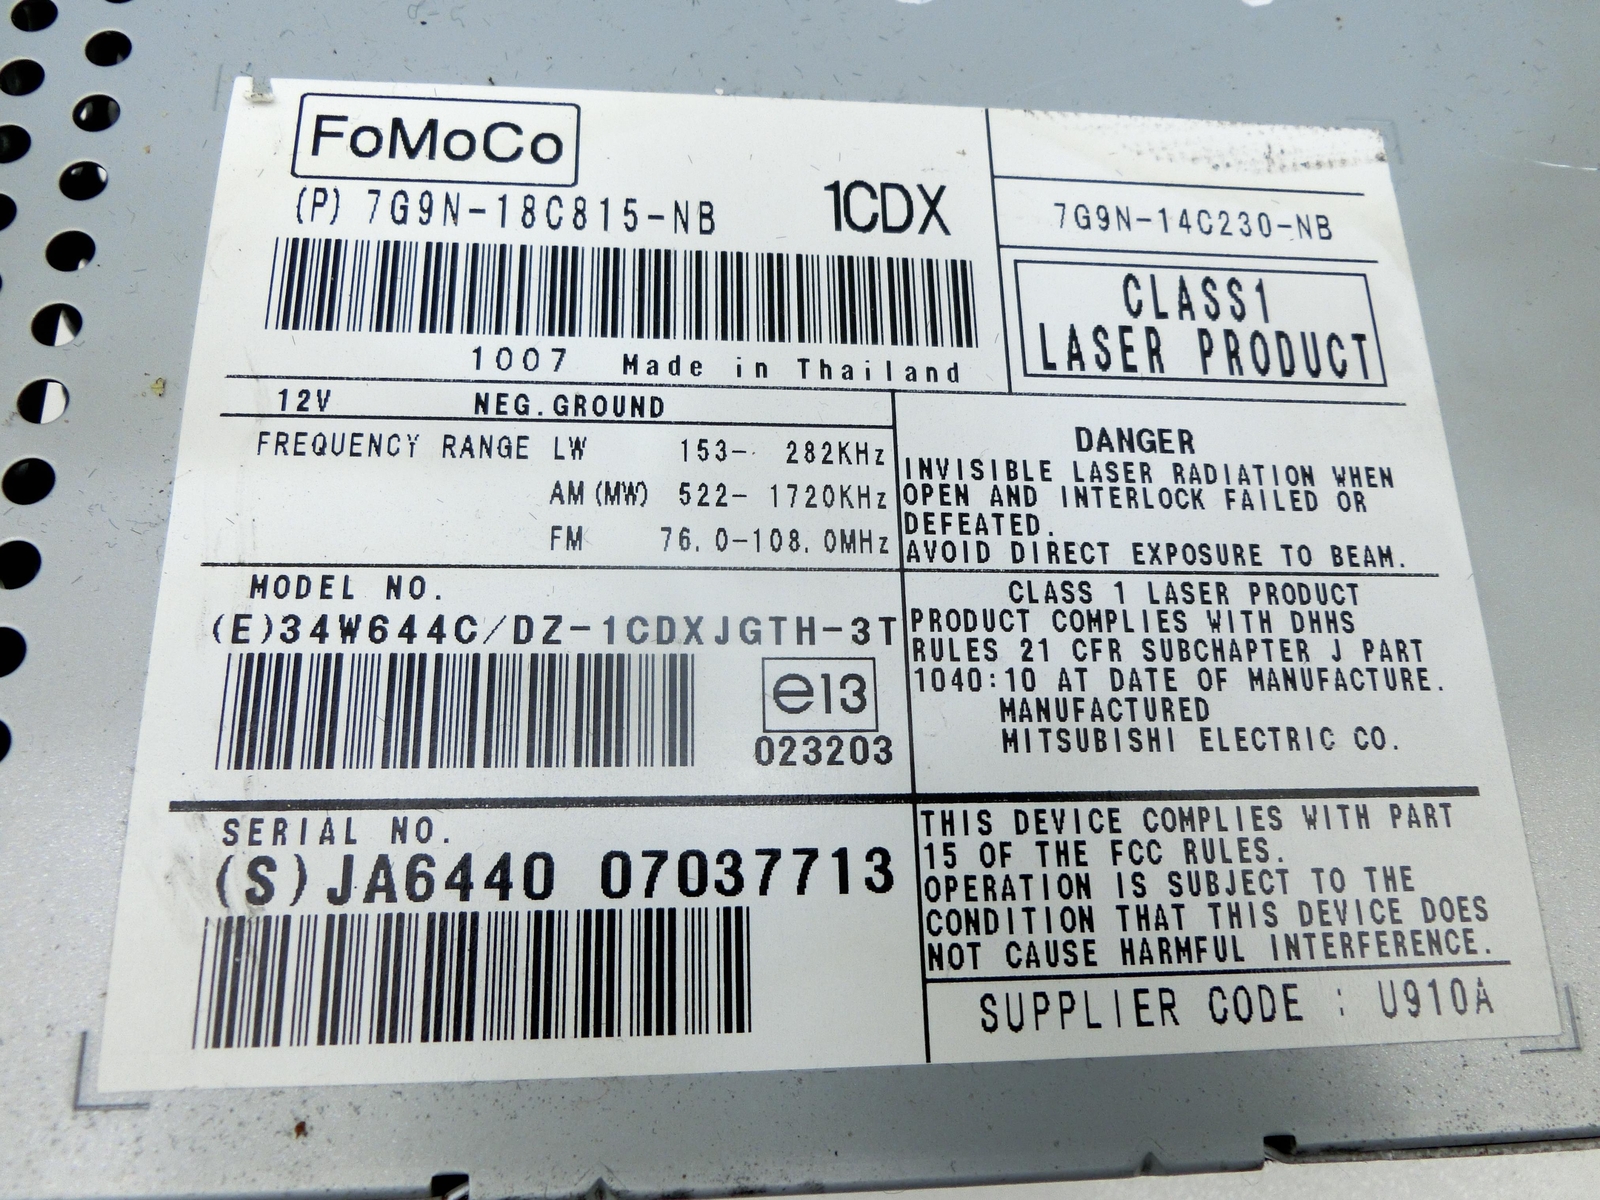 FoMoCo
(P) 7G9N-18C815-NB 1CDX
1007 Made in Thailand
7G9N-14C230-NB
CLASS1
LASER PRODUCT
12V NEG.GROUND
FREQUENCY RANGE LW 153- 282KHz
AM(MW) 522- 1720KHz
FM 76.0-108.0MHz
DANGER
INVISIBLE LASER RADIATION WHEN
OPEN AND INTERLOCK FAILED OR
DEFEATED.
AVOID DIRECT EXPOSURE TO BEAM.
MODEL NO.
(E)34W644C/DZ-1CDXJGTH-3T
e13
023203
CLASS 1 LASER PRODUCT
PRODUCT COMPLIES WITH DHHS
RULES 21 CFR SUBCHAPTER J PART
1040:10 AT DATE OF MANUFACTURE.
MANUFACTURED
MITSUBISHI ELECTRIC CO.
SERIAL NO.
(S)JA6440 07037713
THIS DEVICE COMPLIES WITH PART
15 OF THE FCC RULES.
OPERATION IS SUBJECT TO THE
CONDITION THAT THIS DEVICE DOES
NOT CAUSE HARMFUL INTERFERENCE.
SUPPLIER CODE : U910A